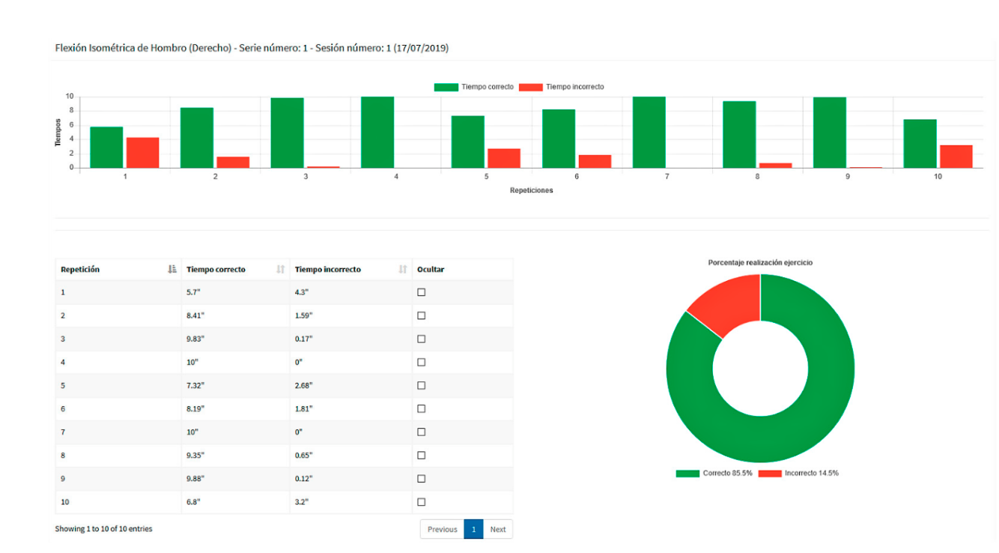 Flexión Isométrica de Hombro (Derecho) - Serie número: 1 - Sesión número: 1 (17/07/2019)
Tiempo correcto Tiempo incorrecto
Tiempos
10
8
6
4
2
0
1 2 3 4 5 6 7 8 9 10
Repeticiones
Repetición Tiempo correcto Tiempo incorrecto Ocultar
1 5.7" 4.3"
2 8.41" 1.59"
3 9.83" 0.17"
4 10" 0"
5 7.32" 2.68"
6 8.19" 1.81"
7 10" 0"
8 9.35" 0.65"
9 9.88" 0.12"
10 6.8" 3.2"
Showing 1 to 10 of 10 entries
Previous 1 Next
Porcentaje realización ejercicio
Correcto 85.5% Incorrecto 14.5%